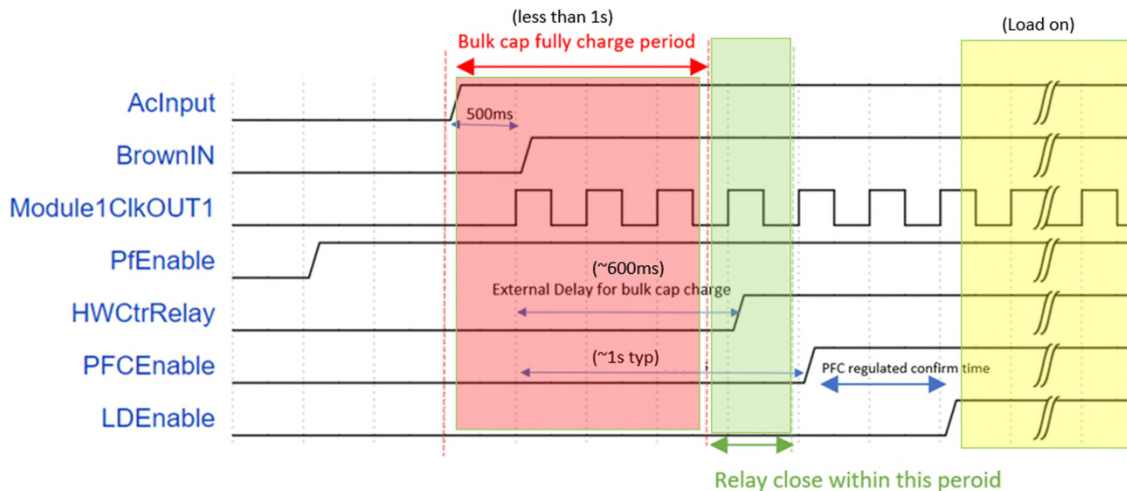 (less than 1s)
(Load on)
Bulk cap fully charge period
AcInput
500ms
BrownIN
Module1ClkOUT1
PfEnable
(~600ms)
External Delay for bulk cap charge
HWCtrRelay
(~1s typ)
PFCEnable
PFC regulated confirm time
LDEnable
Relay close within this peroid